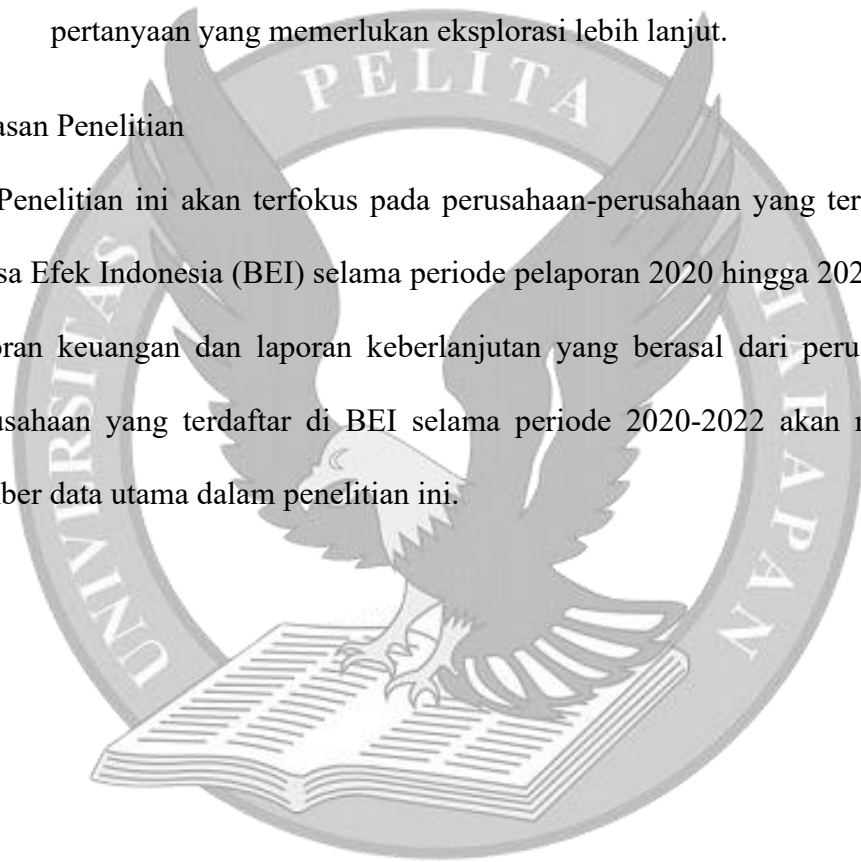 pertanyaan yang memerlukan eksplorasi lebih lanjut.
asan Penelitian
Penelitian ini akan terfokus pada perusahaan-perusahaan yang ter
sa Efek Indonesia (BEI) selama periode pelaporan 2020 hingga 202
oran keuangan dan laporan keberlanjutan yang berasal dari peru
usahaan yang terdaftar di BEI selama periode 2020-2022 akan
ber data utama dalam penelitian ini.
UNIVERSITAS PELITA HARAPAN